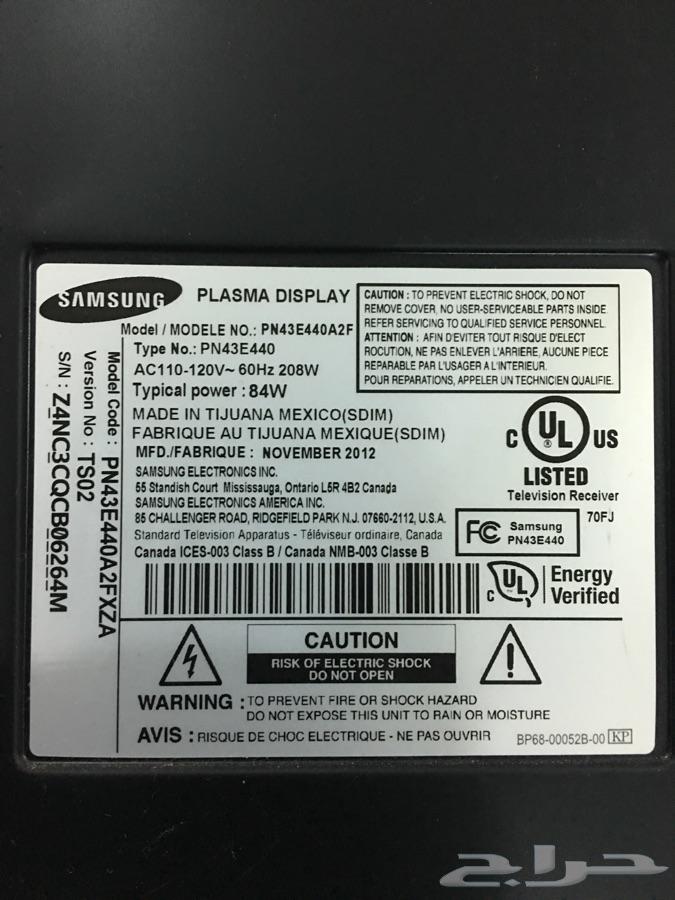 SAMSUNG
PLASMA DISPLAY
Model / MODELE NO.: PN43E440A2F
Type No.: PN43E440
AC110-120V~ 60Hz 208W
Typical power : 84W
CAUTION : TO PREVENT ELECTRIC SHOCK, DO NOT
REMOVE COVER, NO USER-SERVICEABLE PARTS INSIDE.
REFER SERVICING TO QUALIFIED SERVICE PERSONNEL.
ATTENTION : AFIN D'EVITER TOUT RISQUE D'ELECT
ROCUTION, NE PAS ENLEVER L'ARRIERE, AUCUNE PIECE
REPARABLE PAR L'USAGER A L'INTERIEUR.
POUR REPARATIONS, APPELER UN TECHNICIEN QUALIFIE.
MADE IN TIJUANA MEXICO(SDIM)
FABRIQUE AU TIJUANA MEXIQUE(SDIM)
MFD./FABRIQUE : NOVEMBER 2012
SAMSUNG ELECTRONICS INC.
55 Standish Court Mississauga, Ontario L5R 4B2 Canada
SAMSUNG ELECTRONICS AMERICA INC.
85 CHALLENGER ROAD, RIDGEFIELD PARK N.J. 07660-2112, U.S.A.
Standard Television Apparatus - Téléviseur ordinaire, Canada
Canada ICES-003 Class B / Canada NMB-003 Classe B
C UL US
LISTED
Television Receiver
70FJ
FC Samsung
PN43E440
C UL Energy
Verified
Model Code : PN43E440A2FXZA
Version No : TS02
S/N : Z4NC3CQCB06264M
CAUTION
RISK OF ELECTRIC SHOCK
DO NOT OPEN
WARNING : TO PREVENT FIRE OR SHOCK HAZARD
DO NOT EXPOSE THIS UNIT TO RAIN OR MOISTURE
AVIS : RISQUE DE CHOC ELECTRIQUE - NE PAS OUVRIR
BP68-00052B-00 KP
حراج